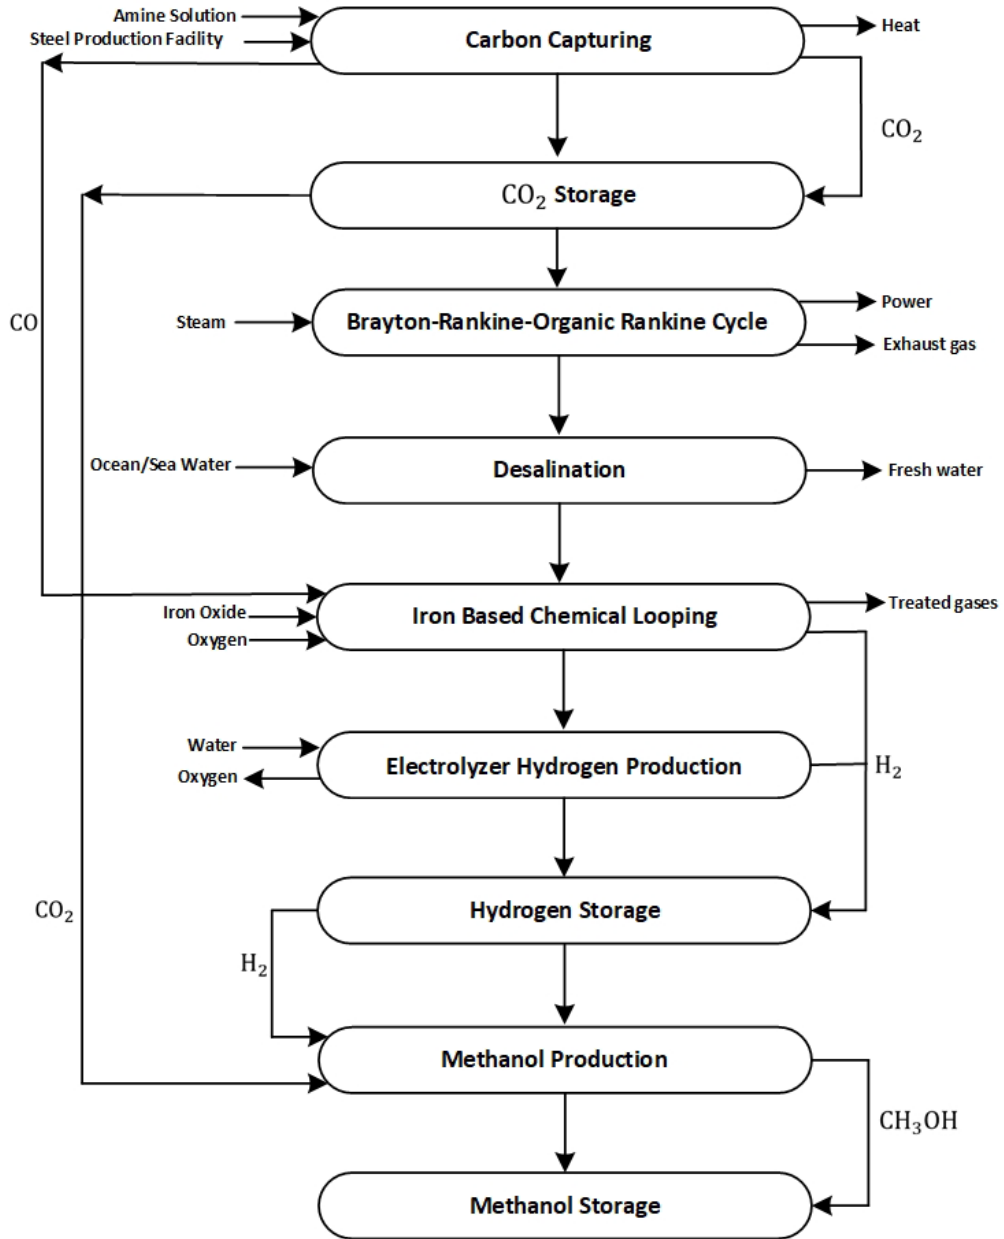 Amine Solution
Steel Production Facility
Carbon Capturing
Heat
CO₂
CO₂ Storage
CO
Steam
Brayton-Rankine-Organic Rankine Cycle
Power
Exhaust gas
Ocean/Sea Water
Desalination
Fresh water
Iron Oxide
Oxygen
Iron Based Chemical Looping
Treated gases
Water
Oxygen
Electrolyzer Hydrogen Production
H₂
CO₂
Hydrogen Storage
H₂
Methanol Production
CH₃OH
Methanol Storage